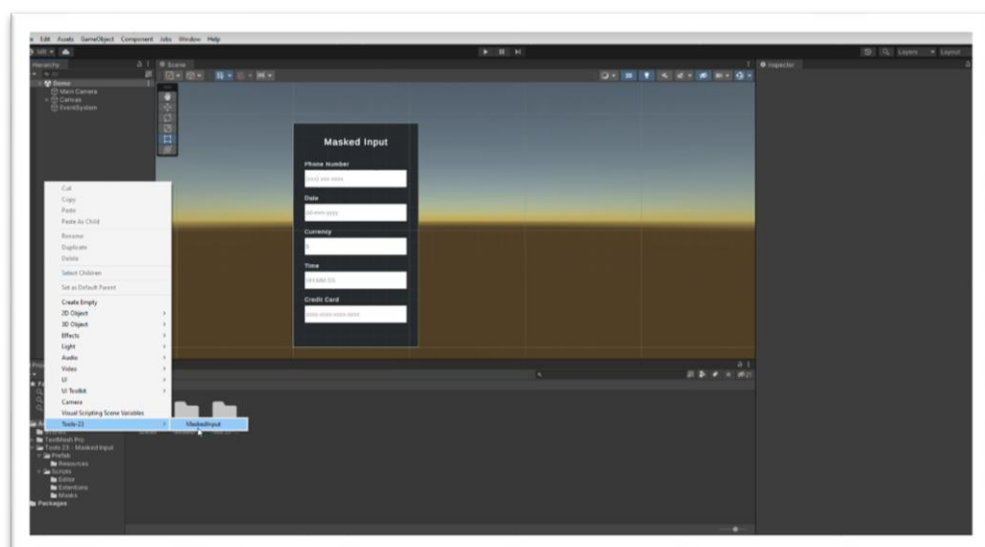 Edit Assets GameObject Component Jobs Window Help
Layers Layout
Hierarchy
Scene
Inspector
Demo
Main Camera
Canvas
EventSystem
Masked Input
Phone Number
(xxx) xxx-xxxx
Date
dd-mm-yyyy
Currency
Time
HH:MM:SS
Credit Card
xxxx-xxxx-xxxx-xxxx
Cut
Copy
Paste
Paste As Child
Rename
Duplicate
Delete
Select Children
Set as Default Parent
Create Empty
2D Object
3D Object
Effects
Light
Audio
Video
UI
UI Toolkit
Camera
Visual Scripting Scene Variables
Tools-23
MaskedInput
TextMesh Pro
Tools 23 - Masked Input
Prefab
Resources
Scripts
Editor
Extentions
Masks
Packages